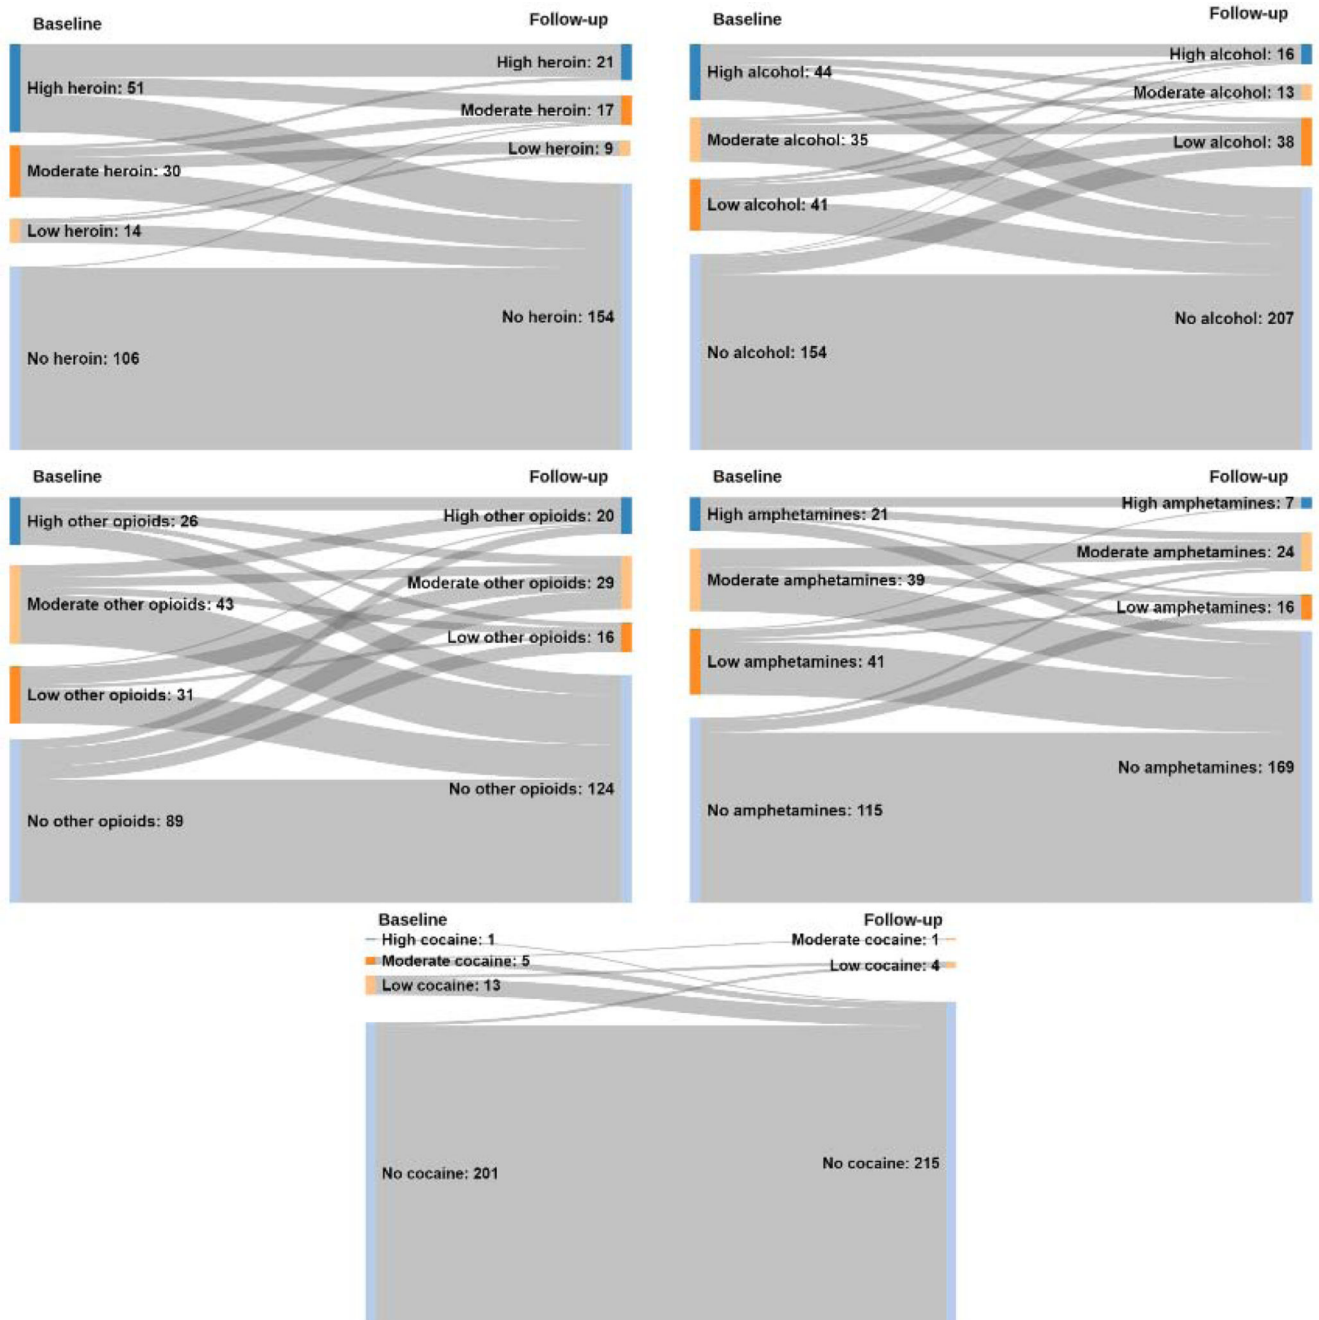 Baseline
Follow-up
High heroin: 51
High heroin: 21
Moderate heroin: 17
Low heroin: 9
Moderate heroin: 30
Low heroin: 14
No heroin: 154
No heroin: 106
Baseline
Follow-up
High alcohol: 44
High alcohol: 16
Moderate alcohol: 13
Moderate alcohol: 35
Low alcohol: 38
Low alcohol: 41
No alcohol: 207
No alcohol: 154
Baseline
Follow-up
High other opioids: 26
High other opioids: 20
Moderate other opioids: 29
Moderate other opioids: 43
Low other opioids: 16
Low other opioids: 31
No other opioids: 124
No other opioids: 89
Baseline
Follow-up
High amphetamines: 21
High amphetamines: 7
Moderate amphetamines: 24
Moderate amphetamines: 39
Low amphetamines: 16
Low amphetamines: 41
No amphetamines: 169
No amphetamines: 115
Baseline
Follow-up
High cocaine: 1
Moderate cocaine: 1
Moderate cocaine: 5
Low cocaine: 4
Low cocaine: 13
No cocaine: 215
No cocaine: 201